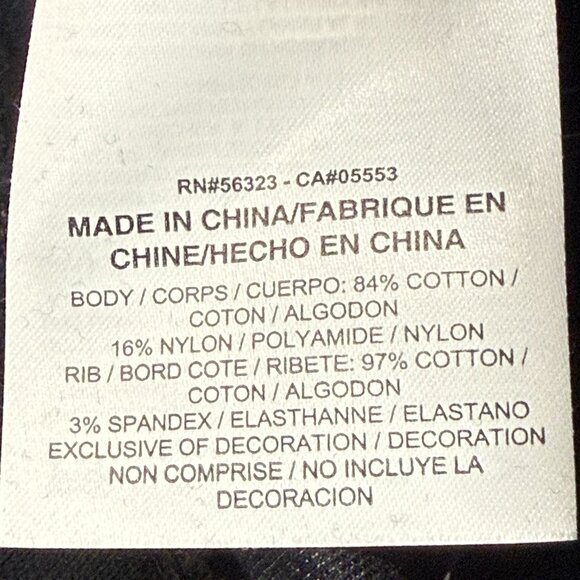 RN#56323 - CA#05553
MADE IN CHINA/FABRIQUE EN
CHINE/HECHO EN CHINA
BODY / CORPS / CUERPO: 84% COTTON /
COTON / ALGODON
16% NYLON / POLYAMIDE / NYLON
RIB / BORD COTE / RIBETE: 97% COTTON /
COTON / ALGODON
3% SPANDEX / ELASTHANNE / ELASTANO
EXCLUSIVE OF DECORATION / DECORATION
NON COMPRISE / NO INCLUYE LA
DECORACION